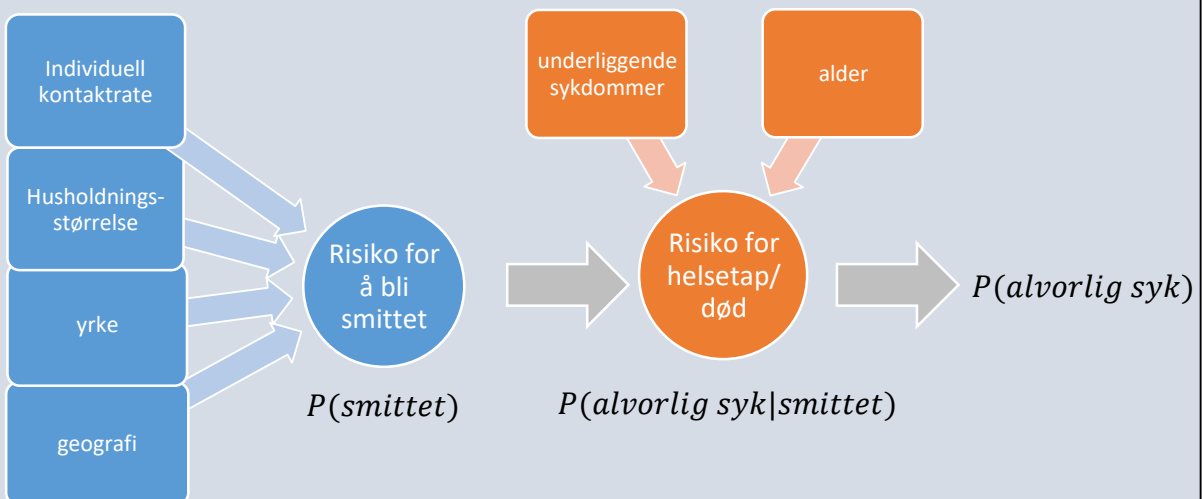 Individuell
kontaktrate
Husholdnings-
størrelse
yrke
geografi
Risiko for
å bli
smittet
P(smittet)
underliggende
sykdommer
alder
Risiko for
helsetap/
død
P(alvorlig syk|smittet)
P(alvorlig syk)